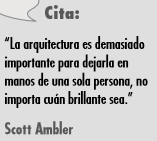 Cita:
“La arquitectura es demasiado
importante para dejarla en
manos de una sola persona, no
importa cuán brillante sea.”
Scott Ambler